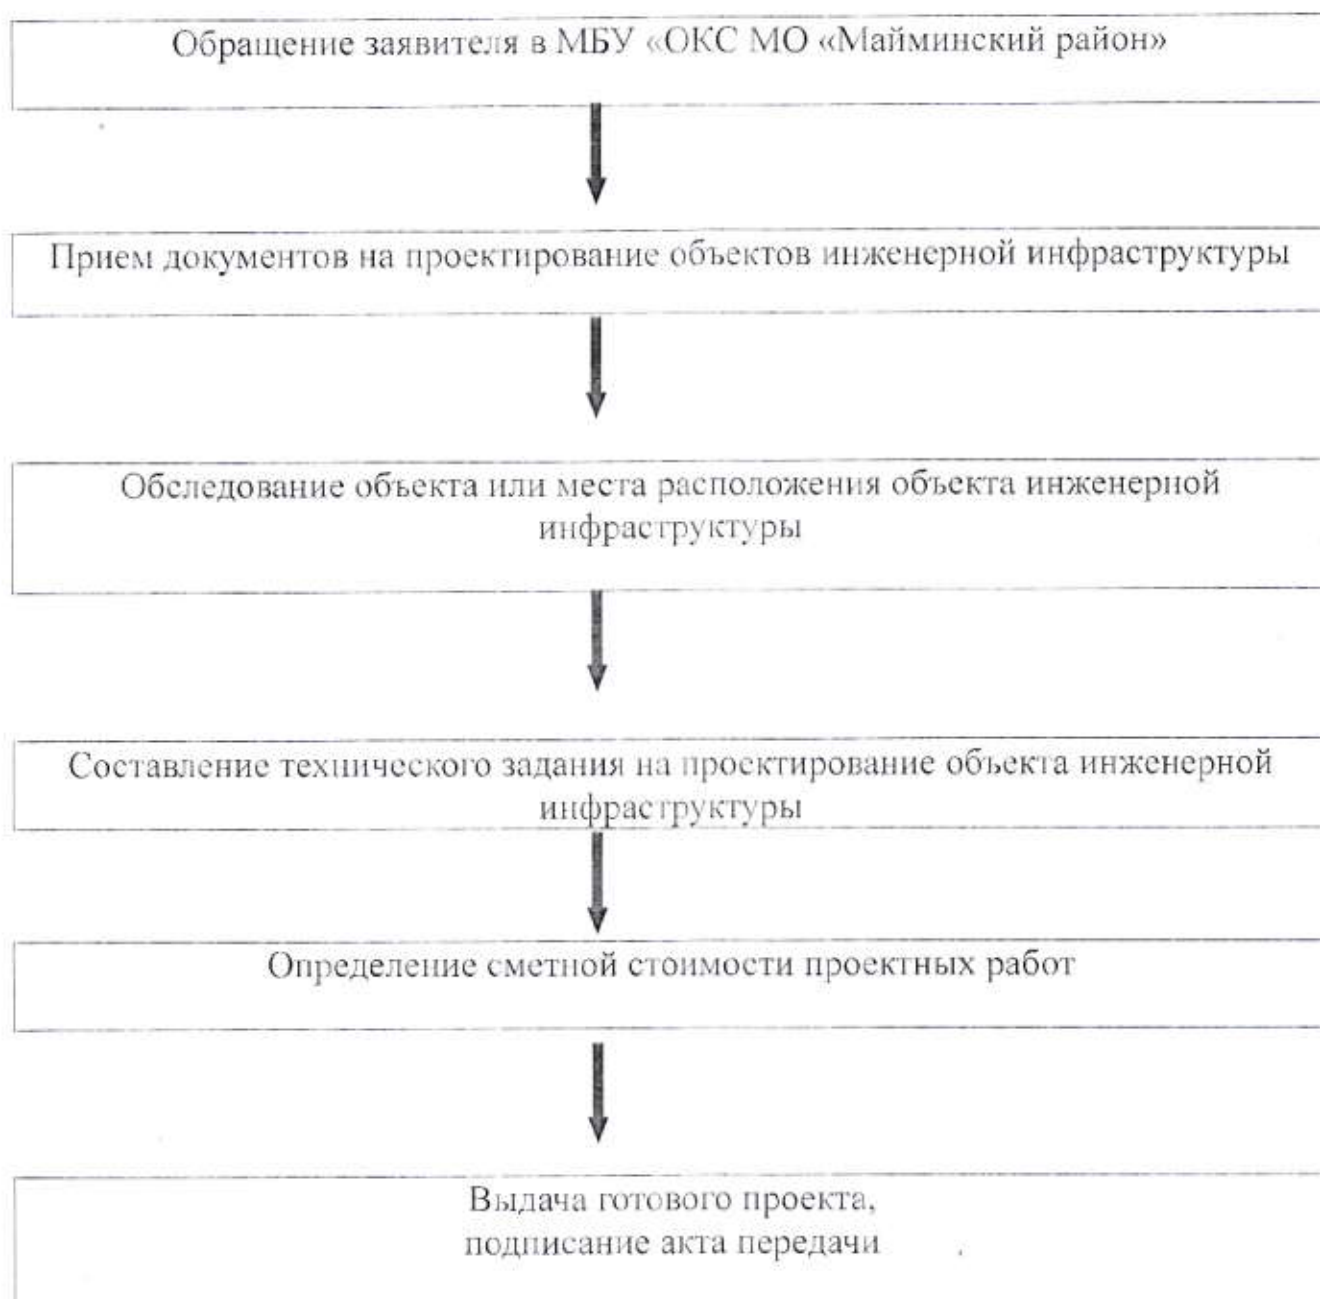 Обращение заявителя в МБУ «ОКС МО «Майминский район»
Прием документов на проектирование объектов инженерной инфраструктуры
Обследование объекта или места расположения объекта инженерной
инфраструктуры
Составление технического задания на проектирование объекта инженерной
инфраструктуры
Определение сметной стоимости проектных работ
Выдача готового проекта,
подписание акта передачи